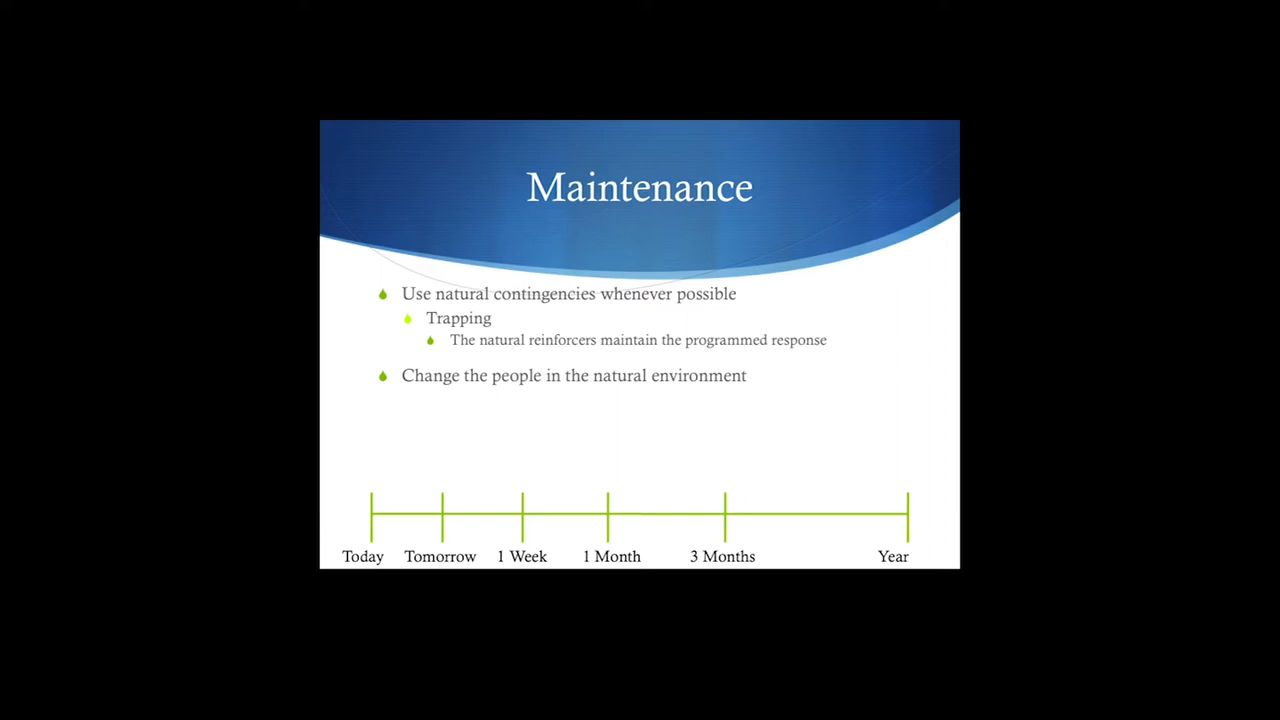 Maintenance
Use natural contingencies whenever possible
Trapping
The natural reinforcers maintain the programmed response
Change the people in the natural environment
Today Tomorrow 1 Week 1 Month 3 Months Year